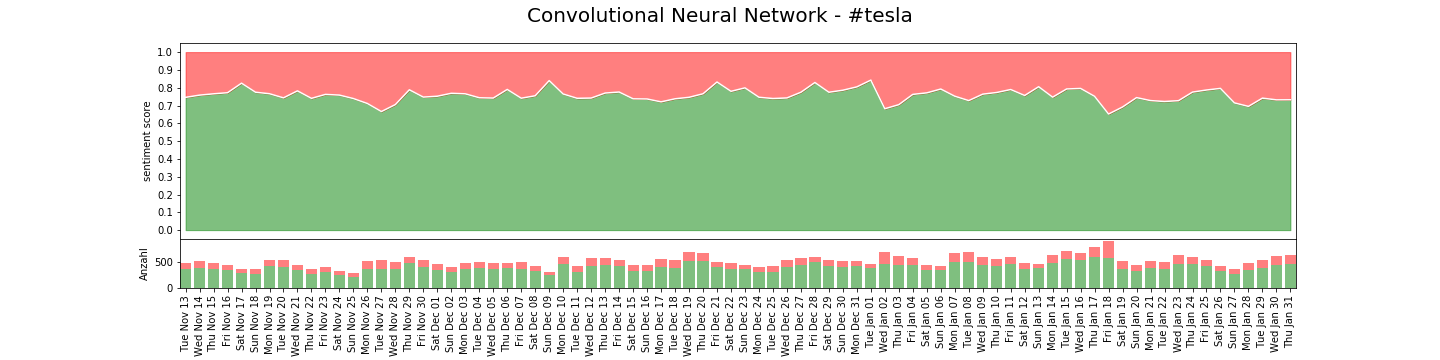 Convolutional Neural Network - #tesla
1.0
0.9
0.8
0.7
0.6
0.5
0.4
0.3
0.2
0.1
0.0
sentiment score
500
0
Anzahl
Tue Nov 13
Wed Nov 14
Thu Nov 15
Fri Nov 16
Sat Nov 17
Sun Nov 18
Mon Nov 19
Tue Nov 20
Wed Nov 21
Thu Nov 22
Fri Nov 23
Sat Nov 24
Sun Nov 25
Mon Nov 26
Tue Nov 27
Wed Nov 28
Thu Nov 29
Fri Nov 30
Sat Dec 01
Sun Dec 02
Mon Dec 03
Tue Dec 04
Wed Dec 05
Thu Dec 06
Fri Dec 07
Sat Dec 08
Sun Dec 09
Mon Dec 10
Tue Dec 11
Wed Dec 12
Thu Dec 13
Fri Dec 14
Sat Dec 15
Sun Dec 16
Mon Dec 17
Tue Dec 18
Wed Dec 19
Thu Dec 20
Fri Dec 21
Sat Dec 22
Sun Dec 23
Mon Dec 24
Tue Dec 25
Wed Dec 26
Thu Dec 27
Fri Dec 28
Sat Dec 29
Sun Dec 30
Mon Dec 31
Tue Jan 01
Wed Jan 02
Thu Jan 03
Fri Jan 04
Sat Jan 05
Sun Jan 06
Mon Jan 07
Tue Jan 08
Wed Jan 09
Thu Jan 10
Fri Jan 11
Sat Jan 12
Sun Jan 13
Mon Jan 14
Tue Jan 15
Wed Jan 16
Thu Jan 17
Fri Jan 18
Sat Jan 19
Sun Jan 20
Mon Jan 21
Tue Jan 22
Wed Jan 23
Thu Jan 24
Fri Jan 25
Sat Jan 26
Sun Jan 27
Mon Jan 28
Tue Jan 29
Wed Jan 30
Thu Jan 31